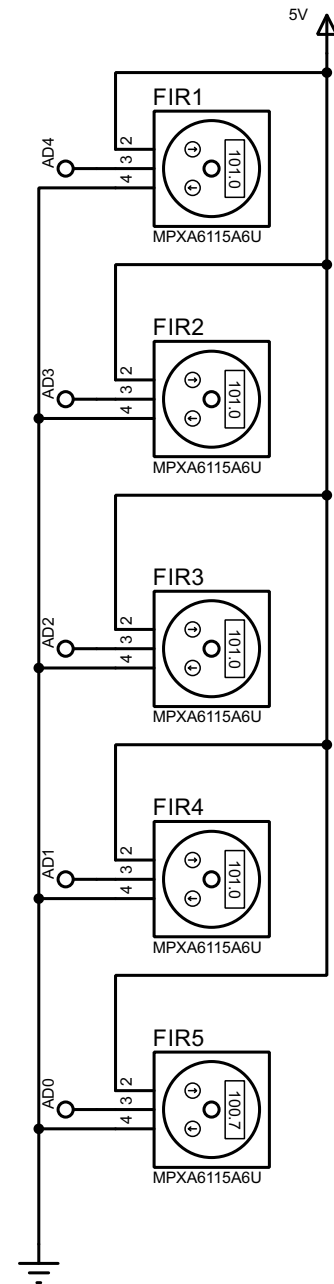 5V
FIR1
AD4
2
3
4
101.0
MPXA6115A6U
FIR2
AD3
2
3
4
101.0
MPXA6115A6U
FIR3
AD2
2
3
4
101.0
MPXA6115A6U
FIR4
AD1
2
3
4
101.0
MPXA6115A6U
FIR5
AD0
2
3
4
100.7
MPXA6115A6U